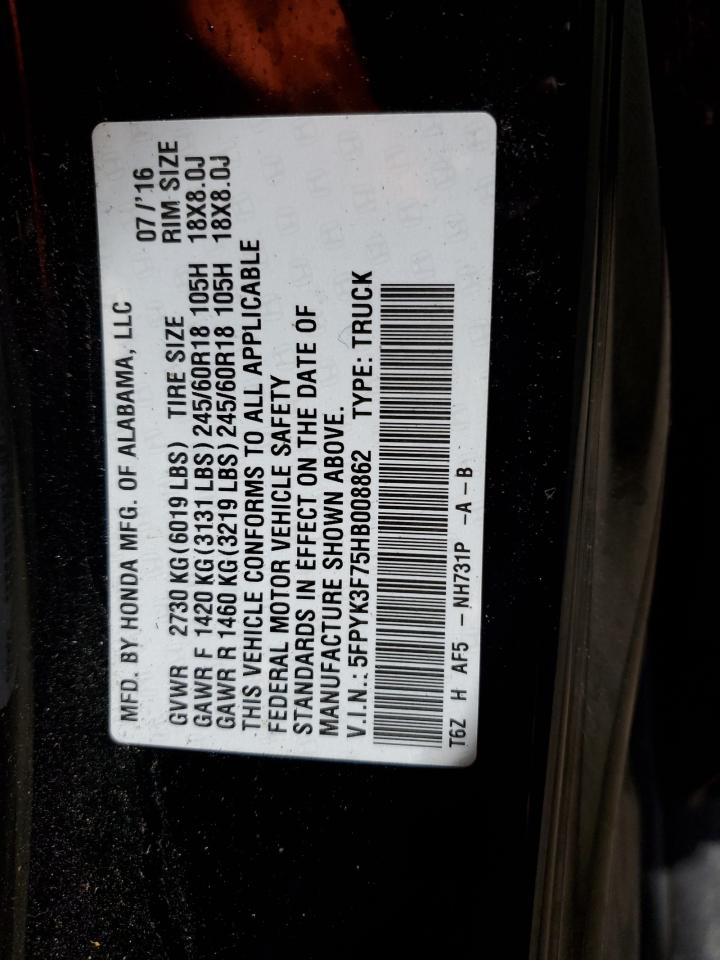 MFD. BY HONDA MFG. OF ALABAMA, LLC 07/'16
GVWR 2730 KG(6019 LBS) TIRE SIZE RIM SIZE
GAWR F 1420 KG(3131 LBS) 245/60R18 105H 18X8.0J
GAWR R 1460 KG(3219 LBS) 245/60R18 105H 18X8.0J
THIS VEHICLE CONFORMS TO ALL APPLICABLE
FEDERAL MOTOR VEHICLE SAFETY
STANDARDS IN EFFECT ON THE DATE OF
MANUFACTURE SHOWN ABOVE.
V.I.N.: 5FPYK3F75HB008862 TYPE: TRUCK
T6Z H AF5 -NH731P -A-B